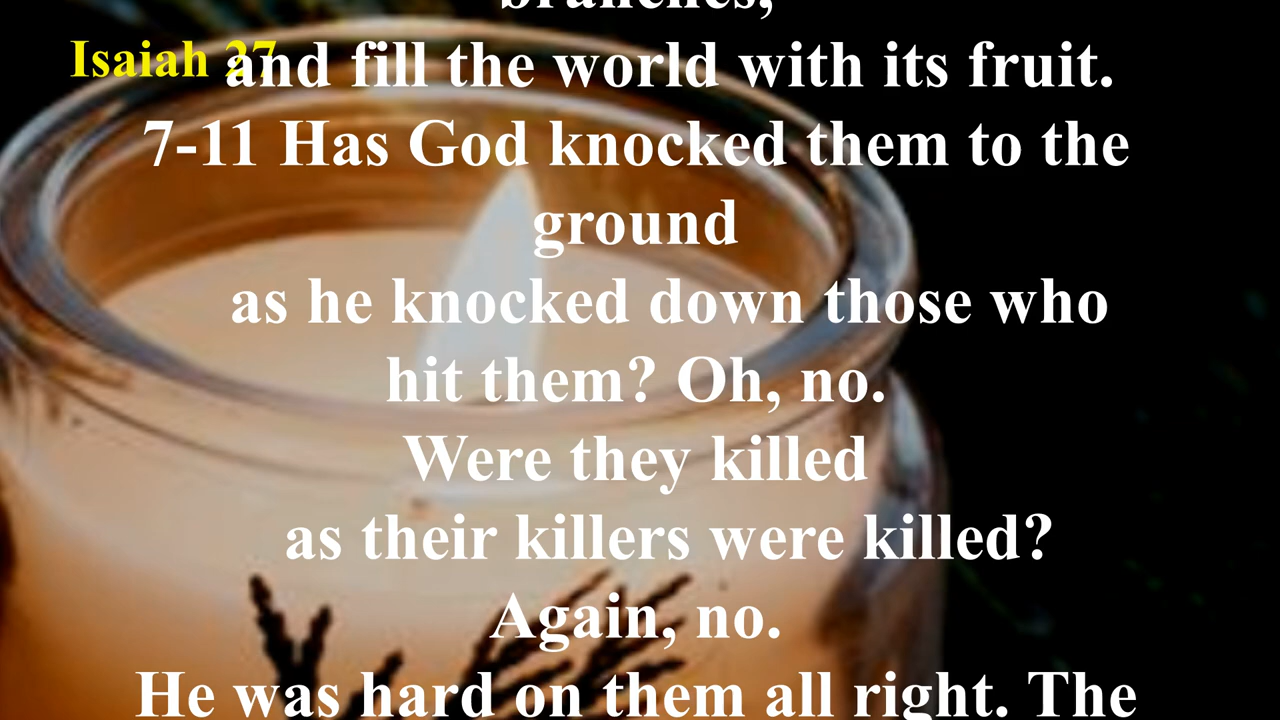 branches,
Isaiah 27
and fill the world with its fruit.
7-11 Has God knocked them to the
ground
as he knocked down those who
hit them? Oh, no.
Were they killed
as their killers were killed?
Again, no.
He was hard on them all right. The